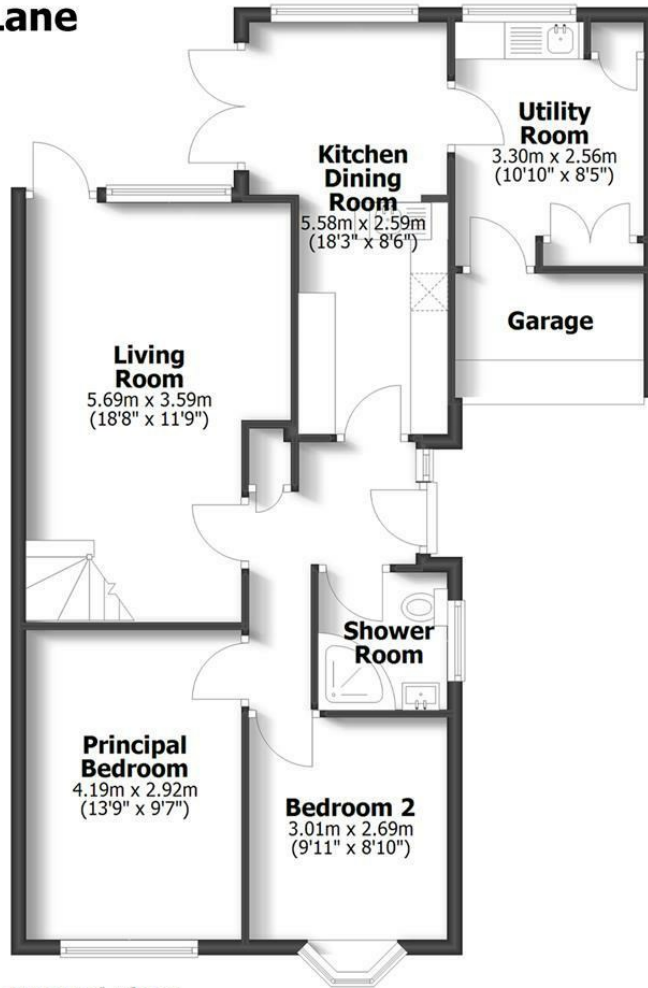 Lane
Utility
Room
3.30m x 2.56m
(10'10" x 8'5")
Kitchen
Dining
Room
5.58m x 2.59m
(18'3" x 8'6")
Garage
Living
Room
5.69m x 3.59m
(18'8" x 11'9")
Shower
Room
Principal
Bedroom
4.19m x 2.92m
(13'9" x 9'7")
Bedroom 2
3.01m x 2.69m
(9'11" x 8'10")